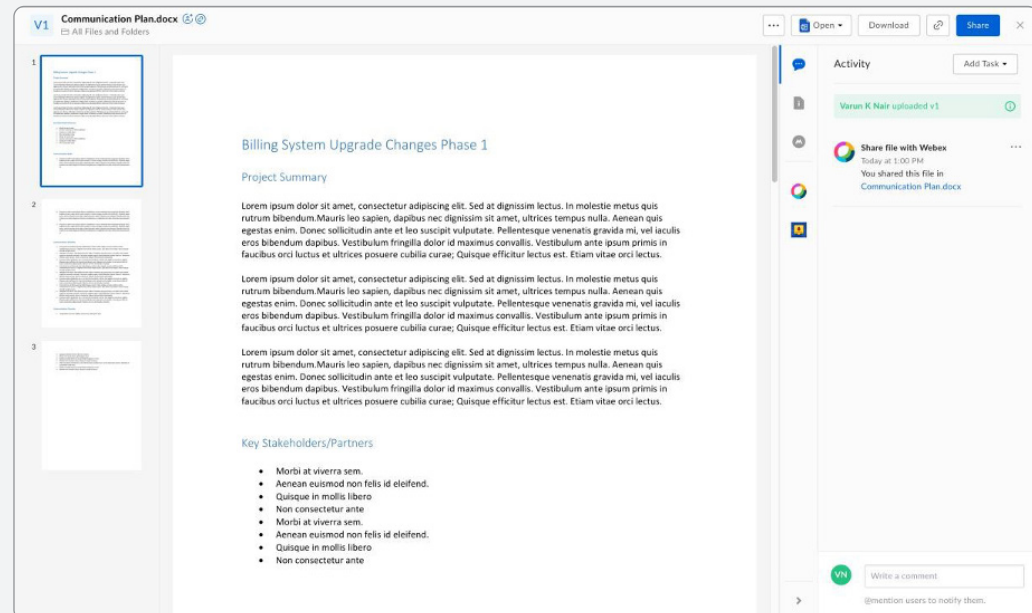 V1
Communication Plan.docx
All Files and Folders
Open
Download
Share
1
2
3
Billing System Upgrade Changes Phase 1
Project Summary
Lorem ipsum dolor sit amet, consectetur adipiscing elit. Sed at dignissim lectus. In molestie metus quis
rutrum bibendum.Mauris leo sapien, dapibus nec dignissim sit amet, ultrices tempus nulla. Aenean quis
egestas enim. Donec sollicitudin ante et leo suscipit vulputate. Pellentesque venenatis gravida mi, vel iaculis
eros bibendum dapibus. Vestibulum fringilla dolor id maximus convallis. Vestibulum ante ipsum primis in
faucibus orci luctus et ultrices posuere cubilia curae; Quisque efficitur lectus est. Etiam vitae orci lectus.
Lorem ipsum dolor sit amet, consectetur adipiscing elit. Sed at dignissim lectus. In molestie metus quis
rutrum bibendum.Mauris leo sapien, dapibus nec dignissim sit amet, ultrices tempus nulla. Aenean quis
egestas enim. Donec sollicitudin ante et leo suscipit vulputate. Pellentesque venenatis gravida mi, vel iaculis
eros bibendum dapibus. Vestibulum fringilla dolor id maximus convallis. Vestibulum ante ipsum primis in
faucibus orci luctus et ultrices posuere cubilia curae; Quisque efficitur lectus est. Etiam vitae orci lectus.
Lorem ipsum dolor sit amet, consectetur adipiscing elit. Sed at dignissim lectus. In molestie metus quis
rutrum bibendum.Mauris leo sapien, dapibus nec dignissim sit amet, ultrices tempus nulla. Aenean quis
egestas enim. Donec sollicitudin ante et leo suscipit vulputate. Pellentesque venenatis gravida mi, vel iaculis
eros bibendum dapibus. Vestibulum fringilla dolor id maximus convallis. Vestibulum ante ipsum primis in
faucibus orci luctus et ultrices posuere cubilia curae; Quisque efficitur lectus est. Etiam vitae orci lectus.
Key Stakeholders/Partners
• Morbi at viverra sem.
• Aenean euismod non felis id eleifend.
• Quisque in mollis libero
• Non consectetur ante
• Morbi at viverra sem.
• Aenean euismod non felis id eleifend.
• Quisque in mollis libero
• Non consectetur ante
Activity
Add Task
Varun K Nair uploaded v1
Share file with Webex
Today at 1:00 PM
You shared this file in
Communication Plan.docx
VN
Write a comment
@mention users to notify them.